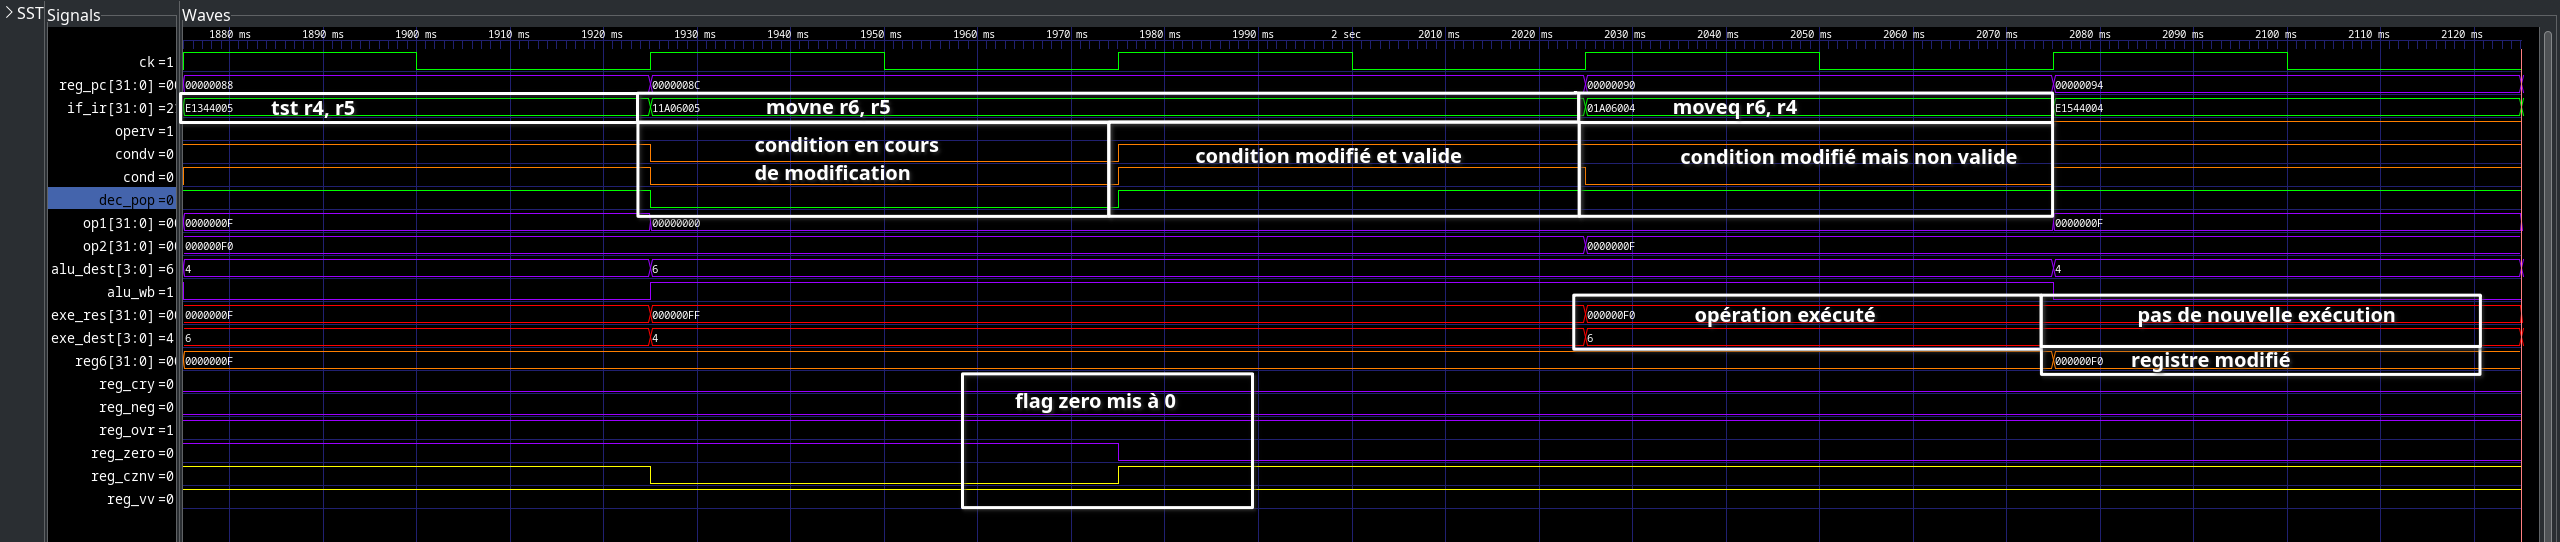 SST
Signals
Waves
1880 ms 1890 ms 1900 ms 1910 ms 1920 ms 1930 ms 1940 ms 1950 ms 1960 ms 1970 ms 1980 ms 1990 ms 2 sec 2010 ms 2020 ms 2030 ms 2040 ms 2050 ms 2060 ms 2070 ms 2080 ms 2090 ms 2100 ms 2110 ms 2120 ms
ck =1
reg_pc[31:0] =00 00000088 0000008C 00000090 00000094
if_ir[31:0] =2 E1344005 tst r4, r5 11A06005 movne r6, r5 01A06004 moveq r6, r4 E1544004
operv =1
condition en cours
de modification
condition modifié et valide
condition modifié mais non valide
condv =0
cond =0
dec_pop =0
op1[31:0] =00 0000000F 00000000 0000000F
op2[31:0] =00 000000F0 0000000F
alu_dest[3:0] =6 4 6 4
alu_wb =1
exe_res[31:0] =00 0000000F 000000FF 000000F0 opération exécuté pas de nouvelle exécution
exe_dest[3:0] =4 6 4 6
reg6[31:0] =00 0000000F 000000F0 registre modifié
reg_cry =0
reg_neg =0
flag zero mis à 0
reg_ovr =1
reg_zero =0
reg_cznv =0
reg_vv =0